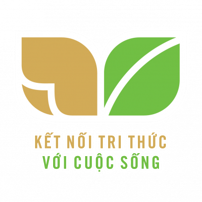 KẾT NỐI TRI THỨC
VỚI CUỘC SỐNG